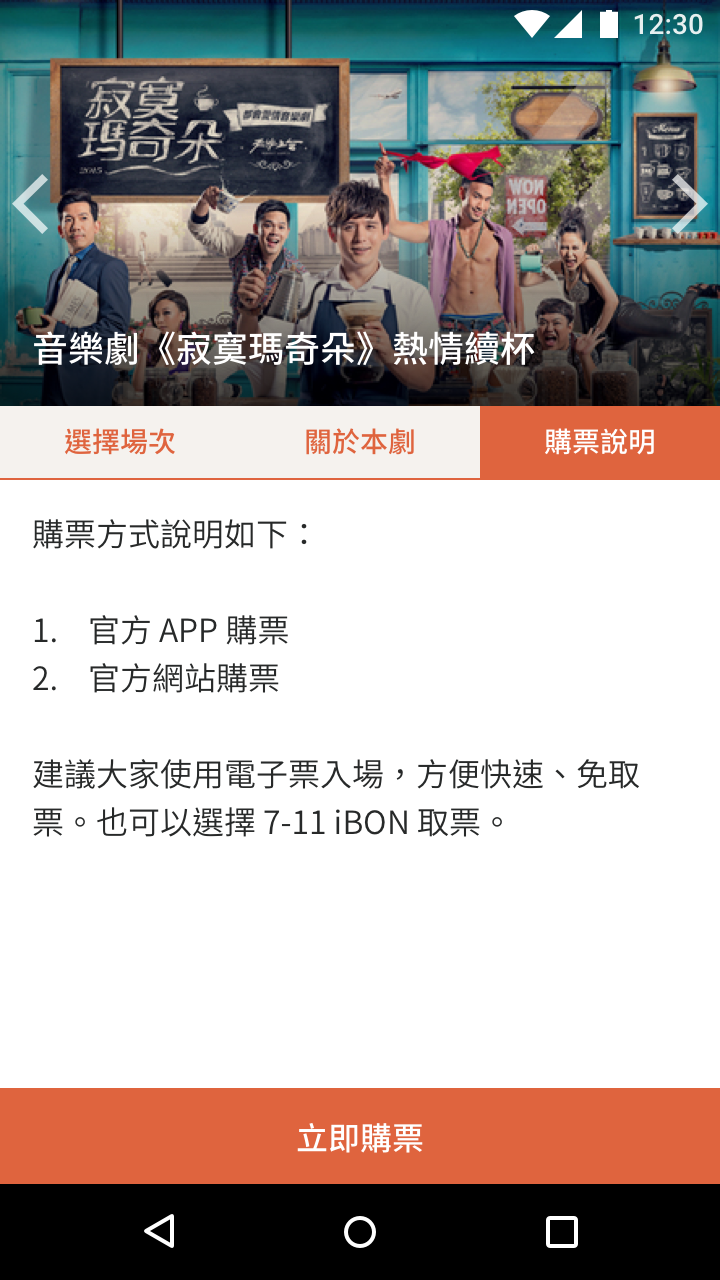 12:30
寂寞
瑪奇朵
都會愛情音樂劇
2015
Menu
NOW
OPEN
音樂劇《寂寞瑪奇朵》熱情續杯
選擇場次
關於本劇
購票說明
購票方式說明如下：
1. 官方 APP 購票
2. 官方網站購票
建議大家使用電子票入場，方便快速、免取
票。也可以選擇 7-11 iBON 取票。
立即購票